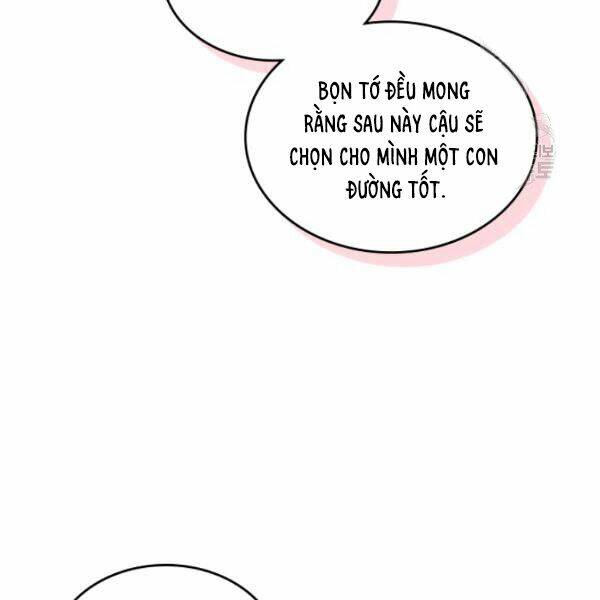 BỌN TỚ ĐỀU MONG
RẰNG SAU NÀY CẬU SẼ
CHỌN CHO MÌNH MỘT CON
ĐƯỜNG TỐT.